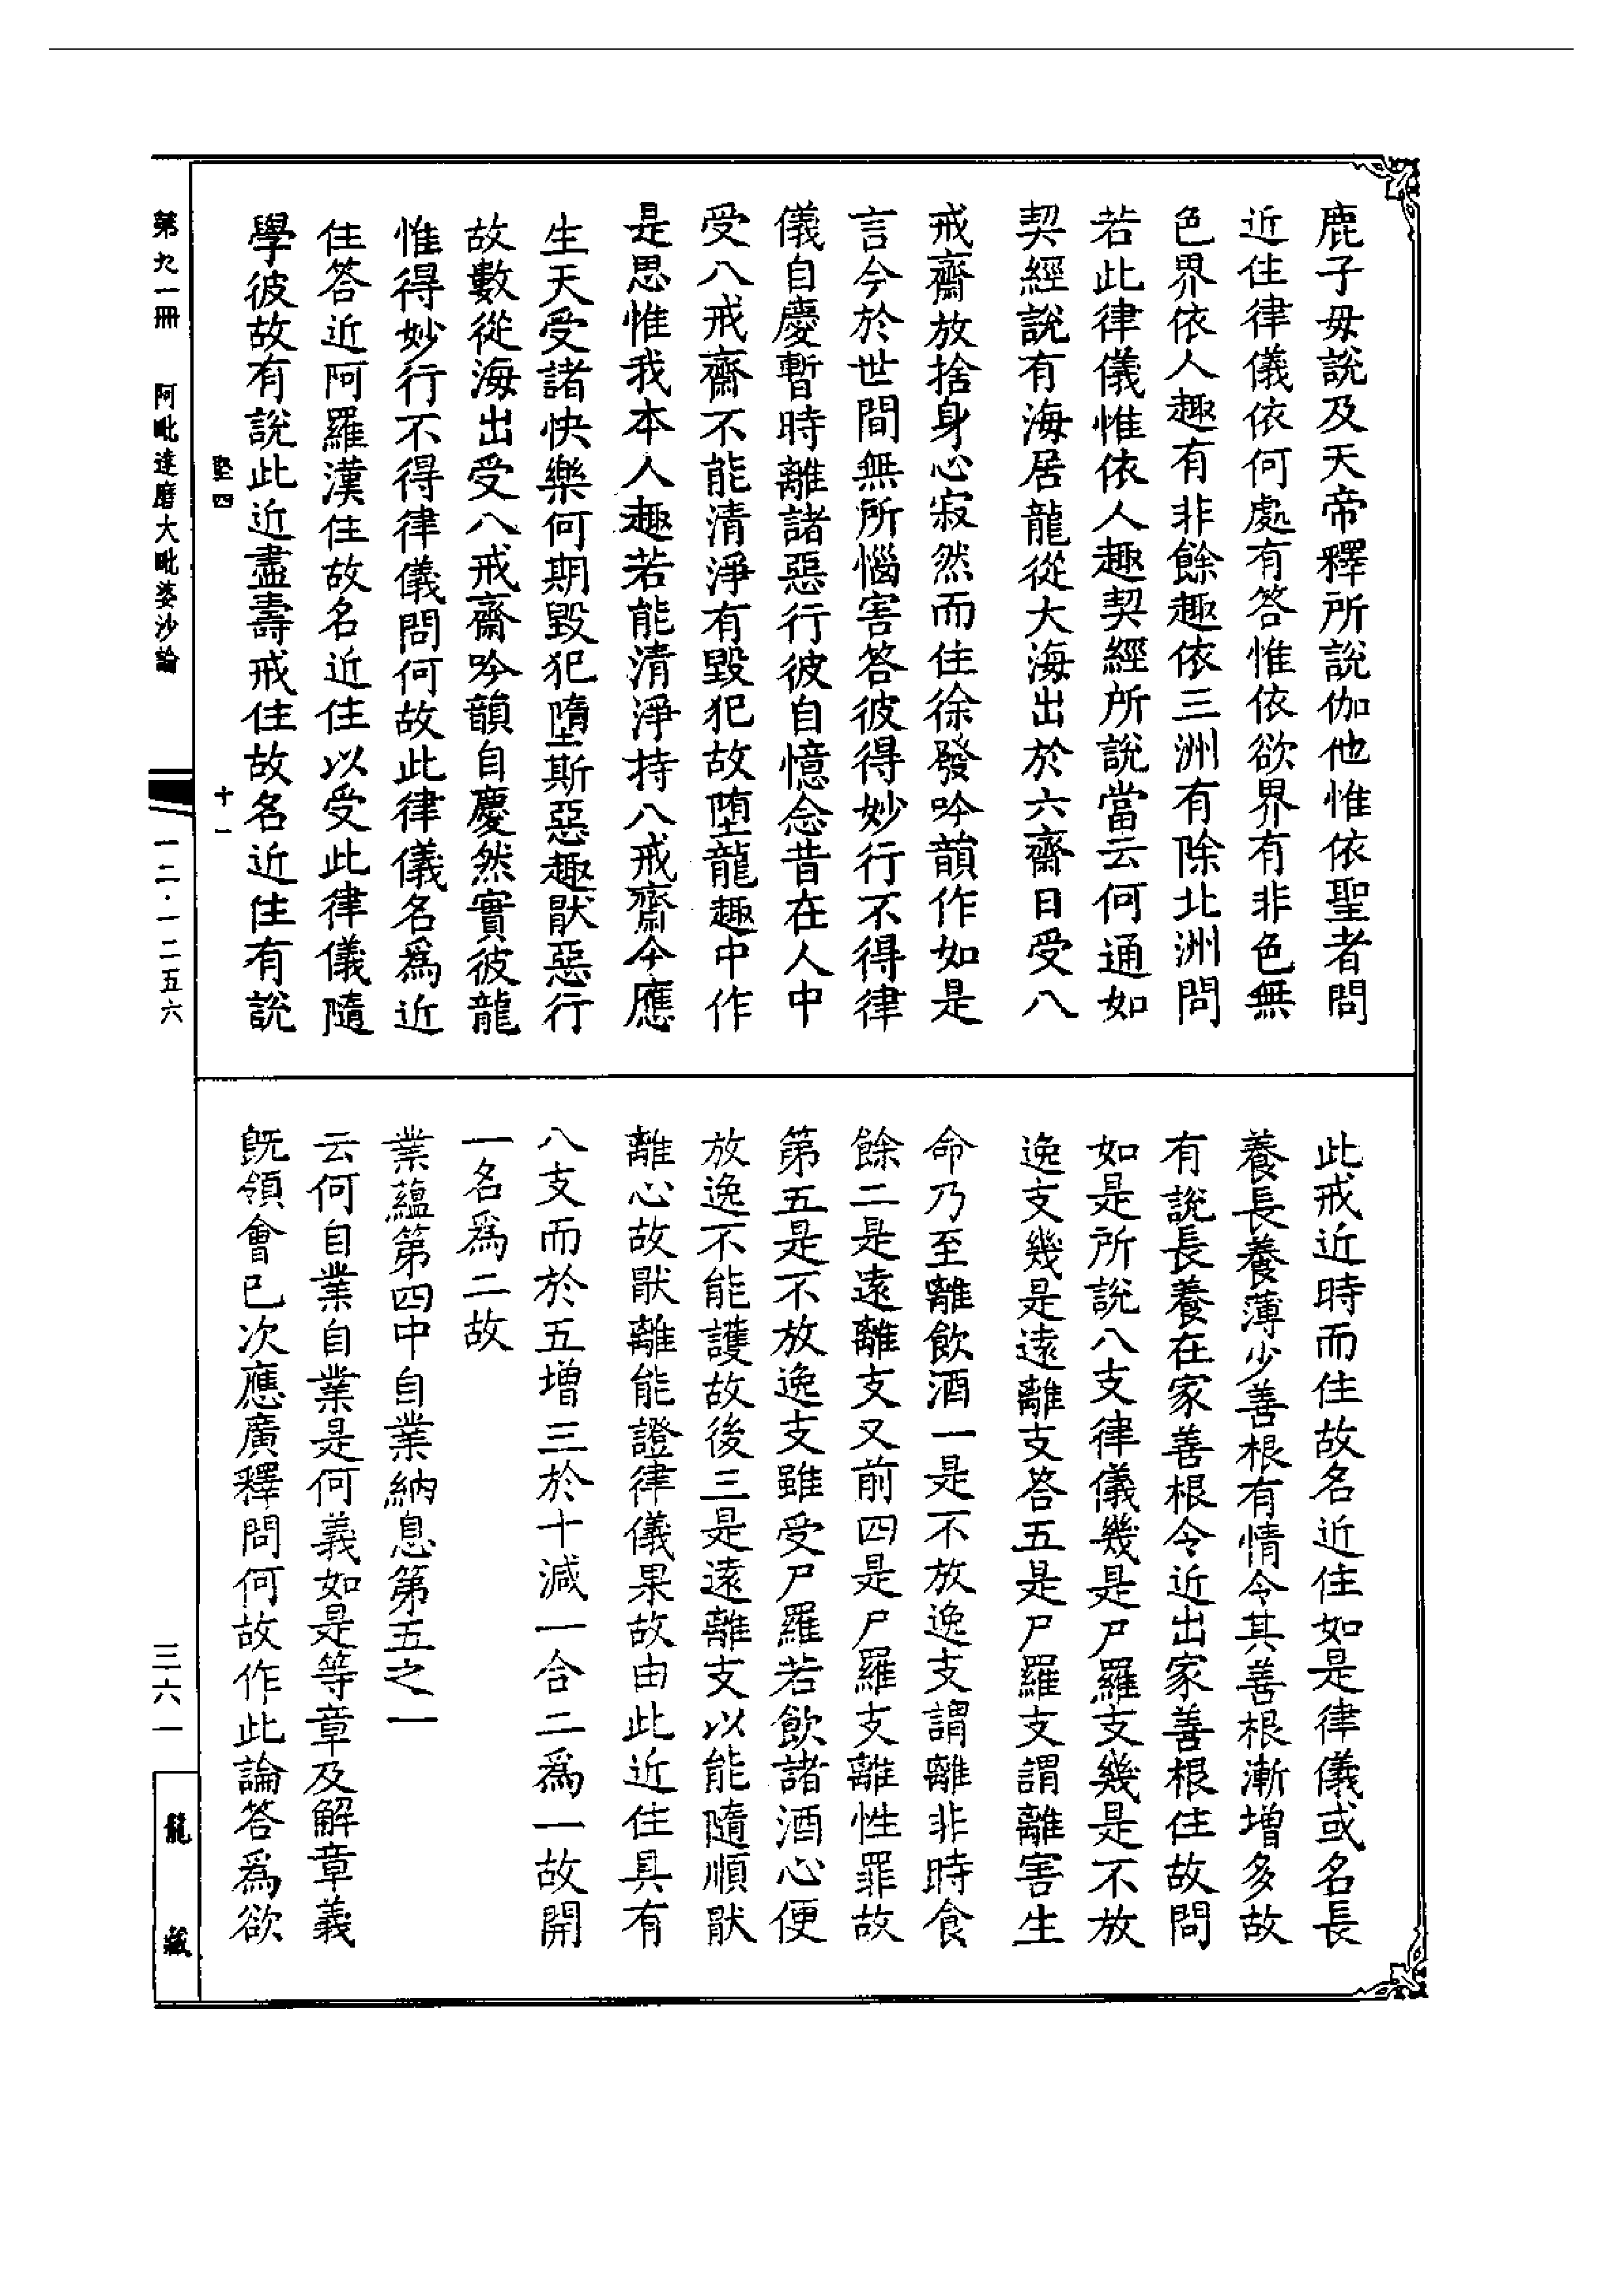 鹿子毋說及天帝釋所說伽他惟依聖者問
近住律儀依何處有答惟依欲界有非色無
色界依人趣有非餘趣依三洲有除北洲問
若此律儀惟依人趣契經所說當云何通如
契經說有海居龍從大海出於六齋日受八
戒齋放捨身心寂然而住徐發吟韻作如是
言今於世間無所惱害答彼得妙行不得律
儀自慶暫時離諸惡行彼自憶念昔在人中
受八戒齋不能清淨有毀犯故墮龍趣中作
是思惟我本人趣若能清淨持八戒齋今應
生天受諸快樂何期毀犯墮斯惡趣猒惡行
故數從海出受八戒齋吟韻自慶然實彼龍
惟得妙行不得律儀問何故此律儀名爲近
住答近阿羅漢住故名近住以受此律儀隨
學彼故有說此近盡壽戒住故名近住有說
此戒近時而住故名近住如是律儀或名長
養長養薄少善根有情令其善根漸增多故
有說長養在家善根令近出家善根住故問
如是所說八支律儀幾是尸羅支幾是不放
逸支幾是遠離支答五是尸羅支謂離害生
命乃至離飲酒一是不放逸支謂離非時食
餘二是遠離支又前四是尸羅支離性罪故
第五是不放逸支雖受尸羅若飲諸酒心便
放逸不能護故後三是遠離支以能隨順猒
離心故猒離能證律儀果故由此近住具有
八支而於五增三於十減一合二爲一故開
一名爲二故
業蘊第四中自業納息第五之一
云何自業自業是何義如是等章及解章義
旣領會已次應廣釋問何故作此論答爲欲
堅四 十一
第九一冊 阿毗達磨大毗婆沙論 一二·一二五六 三六一
龍藏